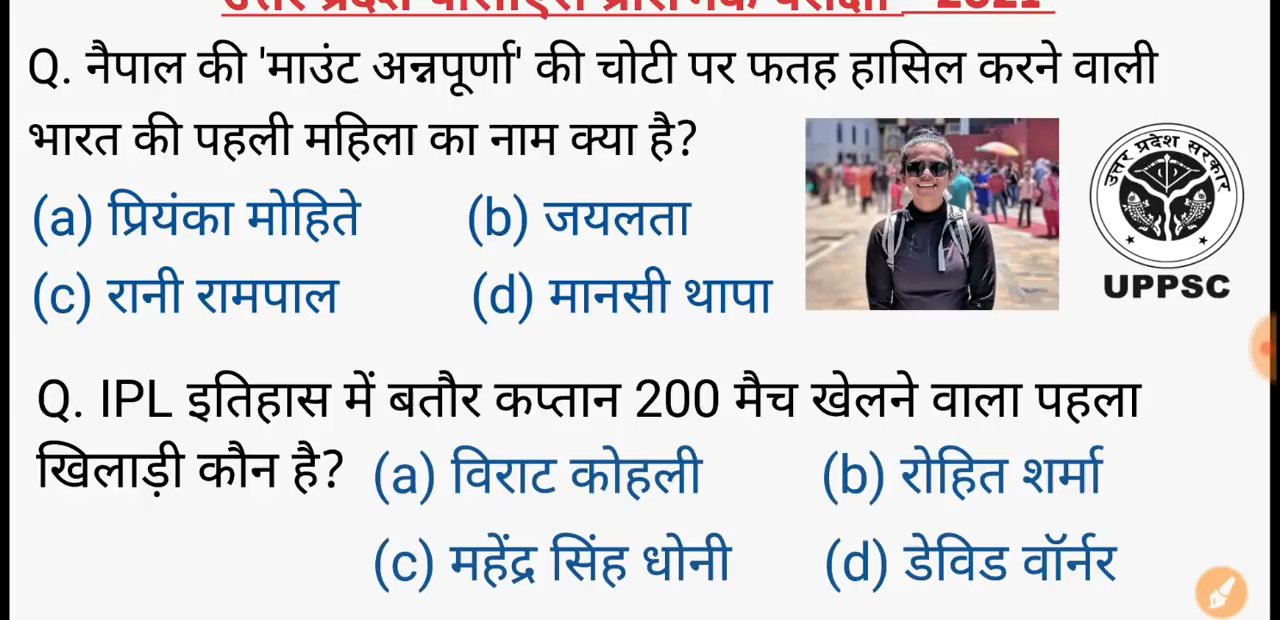 Q. नैपाल की 'माउंट अन्नपूर्णा' की चोटी पर फतह हासिल करने वाली
भारत की पहली महिला का नाम क्या है?
(a) प्रियंका मोहिते (b) जयलता
(c) रानी रामपाल (d) मानसी थापा
उत्तर प्रदेश सरकार
UPPSC
Q. IPL इतिहास में बतौर कप्तान 200 मैच खेलने वाला पहला
खिलाड़ी कौन है? (a) विराट कोहली (b) रोहित शर्मा
(c) महेंद्र सिंह धोनी (d) डेविड वॉर्नर